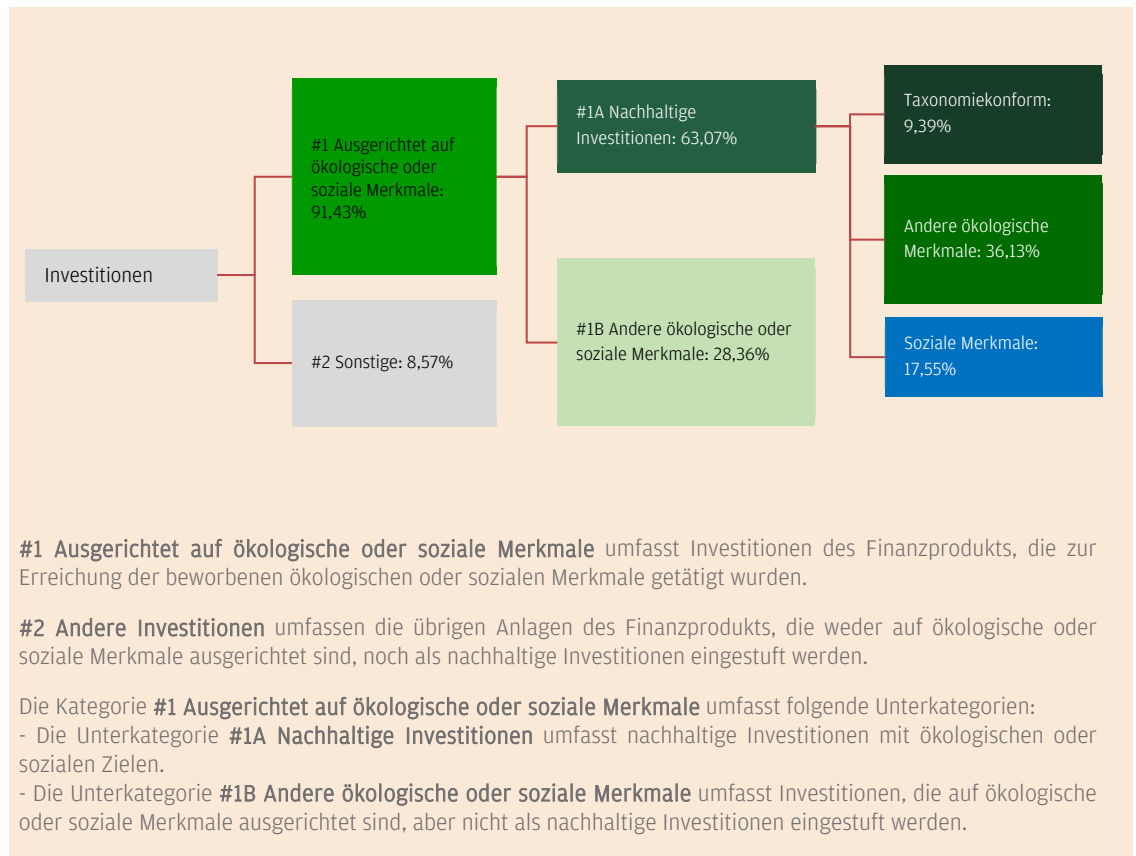 Investitionen
#1 Ausgerichtet auf
ökologische oder
soziale Merkmale:
91,43%
#2 Sonstige: 8,57%
#1A Nachhaltige
Investitionen: 63,07%
#1B Andere ökologische oder
soziale Merkmale: 28,36%
Taxonomiekonform:
9,39%
Andere ökologische
Merkmale: 36,13%
Soziale Merkmale:
17,55%
#1 Ausgerichtet auf ökologische oder soziale Merkmale umfasst Investitionen des Finanzprodukts, die zur
Erreichung der beworbenen ökologischen oder sozialen Merkmale getätigt wurden.
#2 Andere Investitionen umfassen die übrigen Anlagen des Finanzprodukts, die weder auf ökologische oder
soziale Merkmale ausgerichtet sind, noch als nachhaltige Investitionen eingestuft werden.
Die Kategorie #1 Ausgerichtet auf ökologische oder soziale Merkmale umfasst folgende Unterkategorien:
- Die Unterkategorie #1A Nachhaltige Investitionen umfasst nachhaltige Investitionen mit ökologischen oder
sozialen Zielen.
- Die Unterkategorie #1B Andere ökologische oder soziale Merkmale umfasst Investitionen, die auf ökologische
oder soziale Merkmale ausgerichtet sind, aber nicht als nachhaltige Investitionen eingestuft werden.